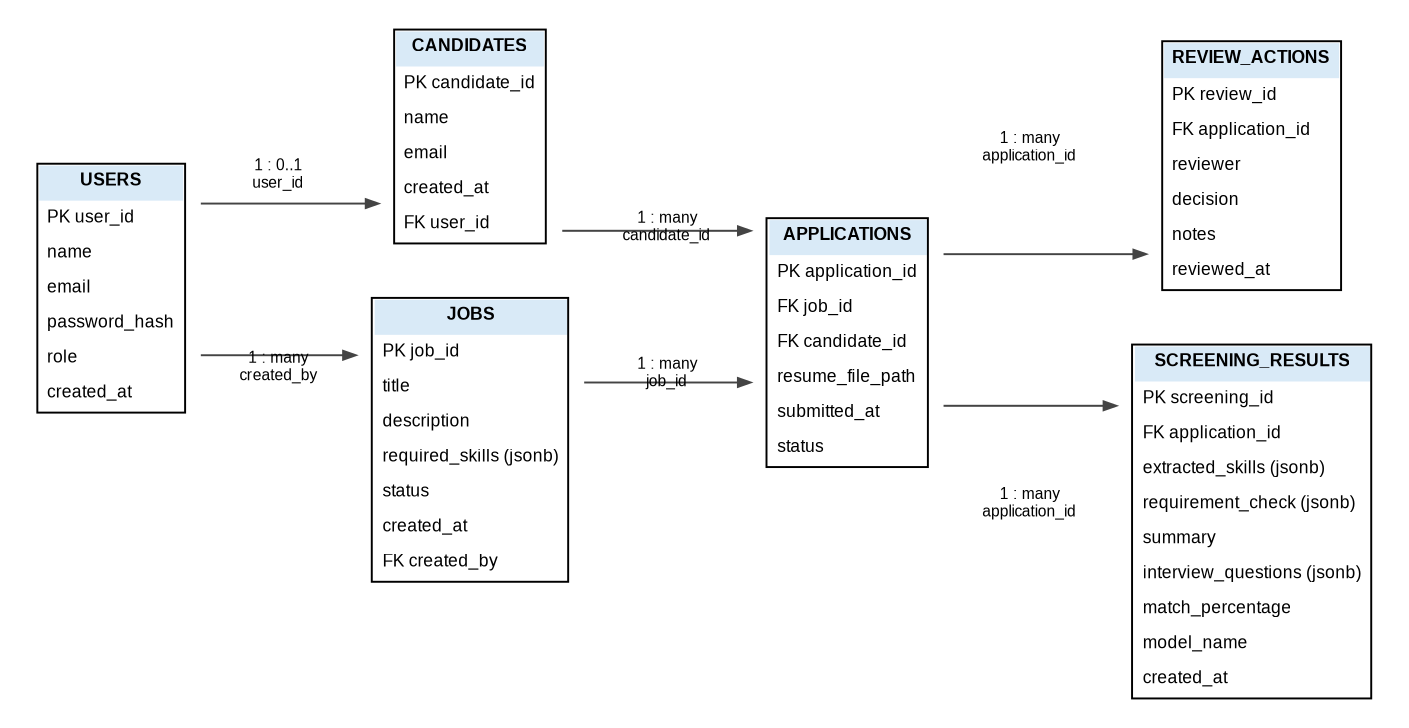 USERS
PK user_id
name
email
password_hash
role
created_at
1 : 0..1
user_id
1 : many
created_by
CANDIDATES
PK candidate_id
name
email
created_at
FK user_id
JOBS
PK job_id
title
description
required_skills (jsonb)
status
created_at
FK created_by
1 : many
candidate_id
1 : many
job_id
APPLICATIONS
PK application_id
FK job_id
FK candidate_id
resume_file_path
submitted_at
status
1 : many
application_id
1 : many
application_id
REVIEW_ACTIONS
PK review_id
FK application_id
reviewer
decision
notes
reviewed_at
SCREENING_RESULTS
PK screening_id
FK application_id
extracted_skills (jsonb)
requirement_check (jsonb)
summary
interview_questions (jsonb)
match_percentage
model_name
created_at